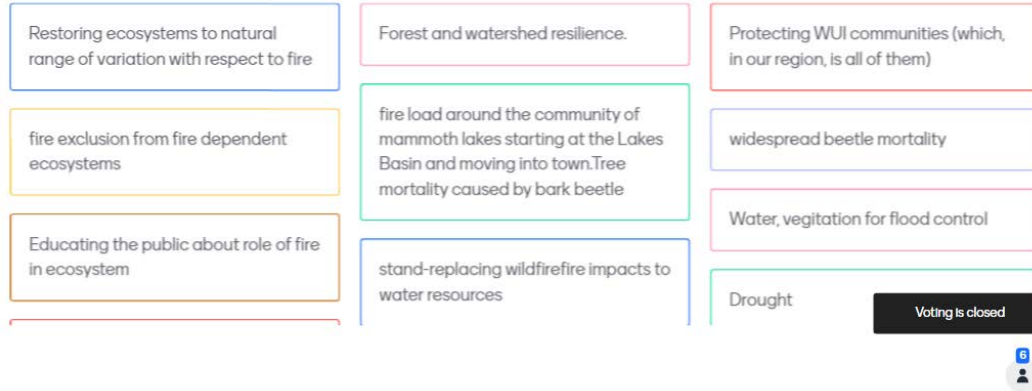 Restoring ecosystems to natural
range of variation with respect to fire
fire exclusion from fire dependent
ecosystems
Educating the public about role of fire
in ecosystem
Forest and watershed resilience.
fire load around the community of
mammoth lakes starting at the Lakes
Basin and moving into town.Tree
mortality caused by bark beetle
stand-replacing wildfirefire impacts to
water resources
Protecting WUI communities (which,
in our region, is all of them)
widespread beetle mortality
Water, vegitation for flood control
Drought
Voting is closed
6